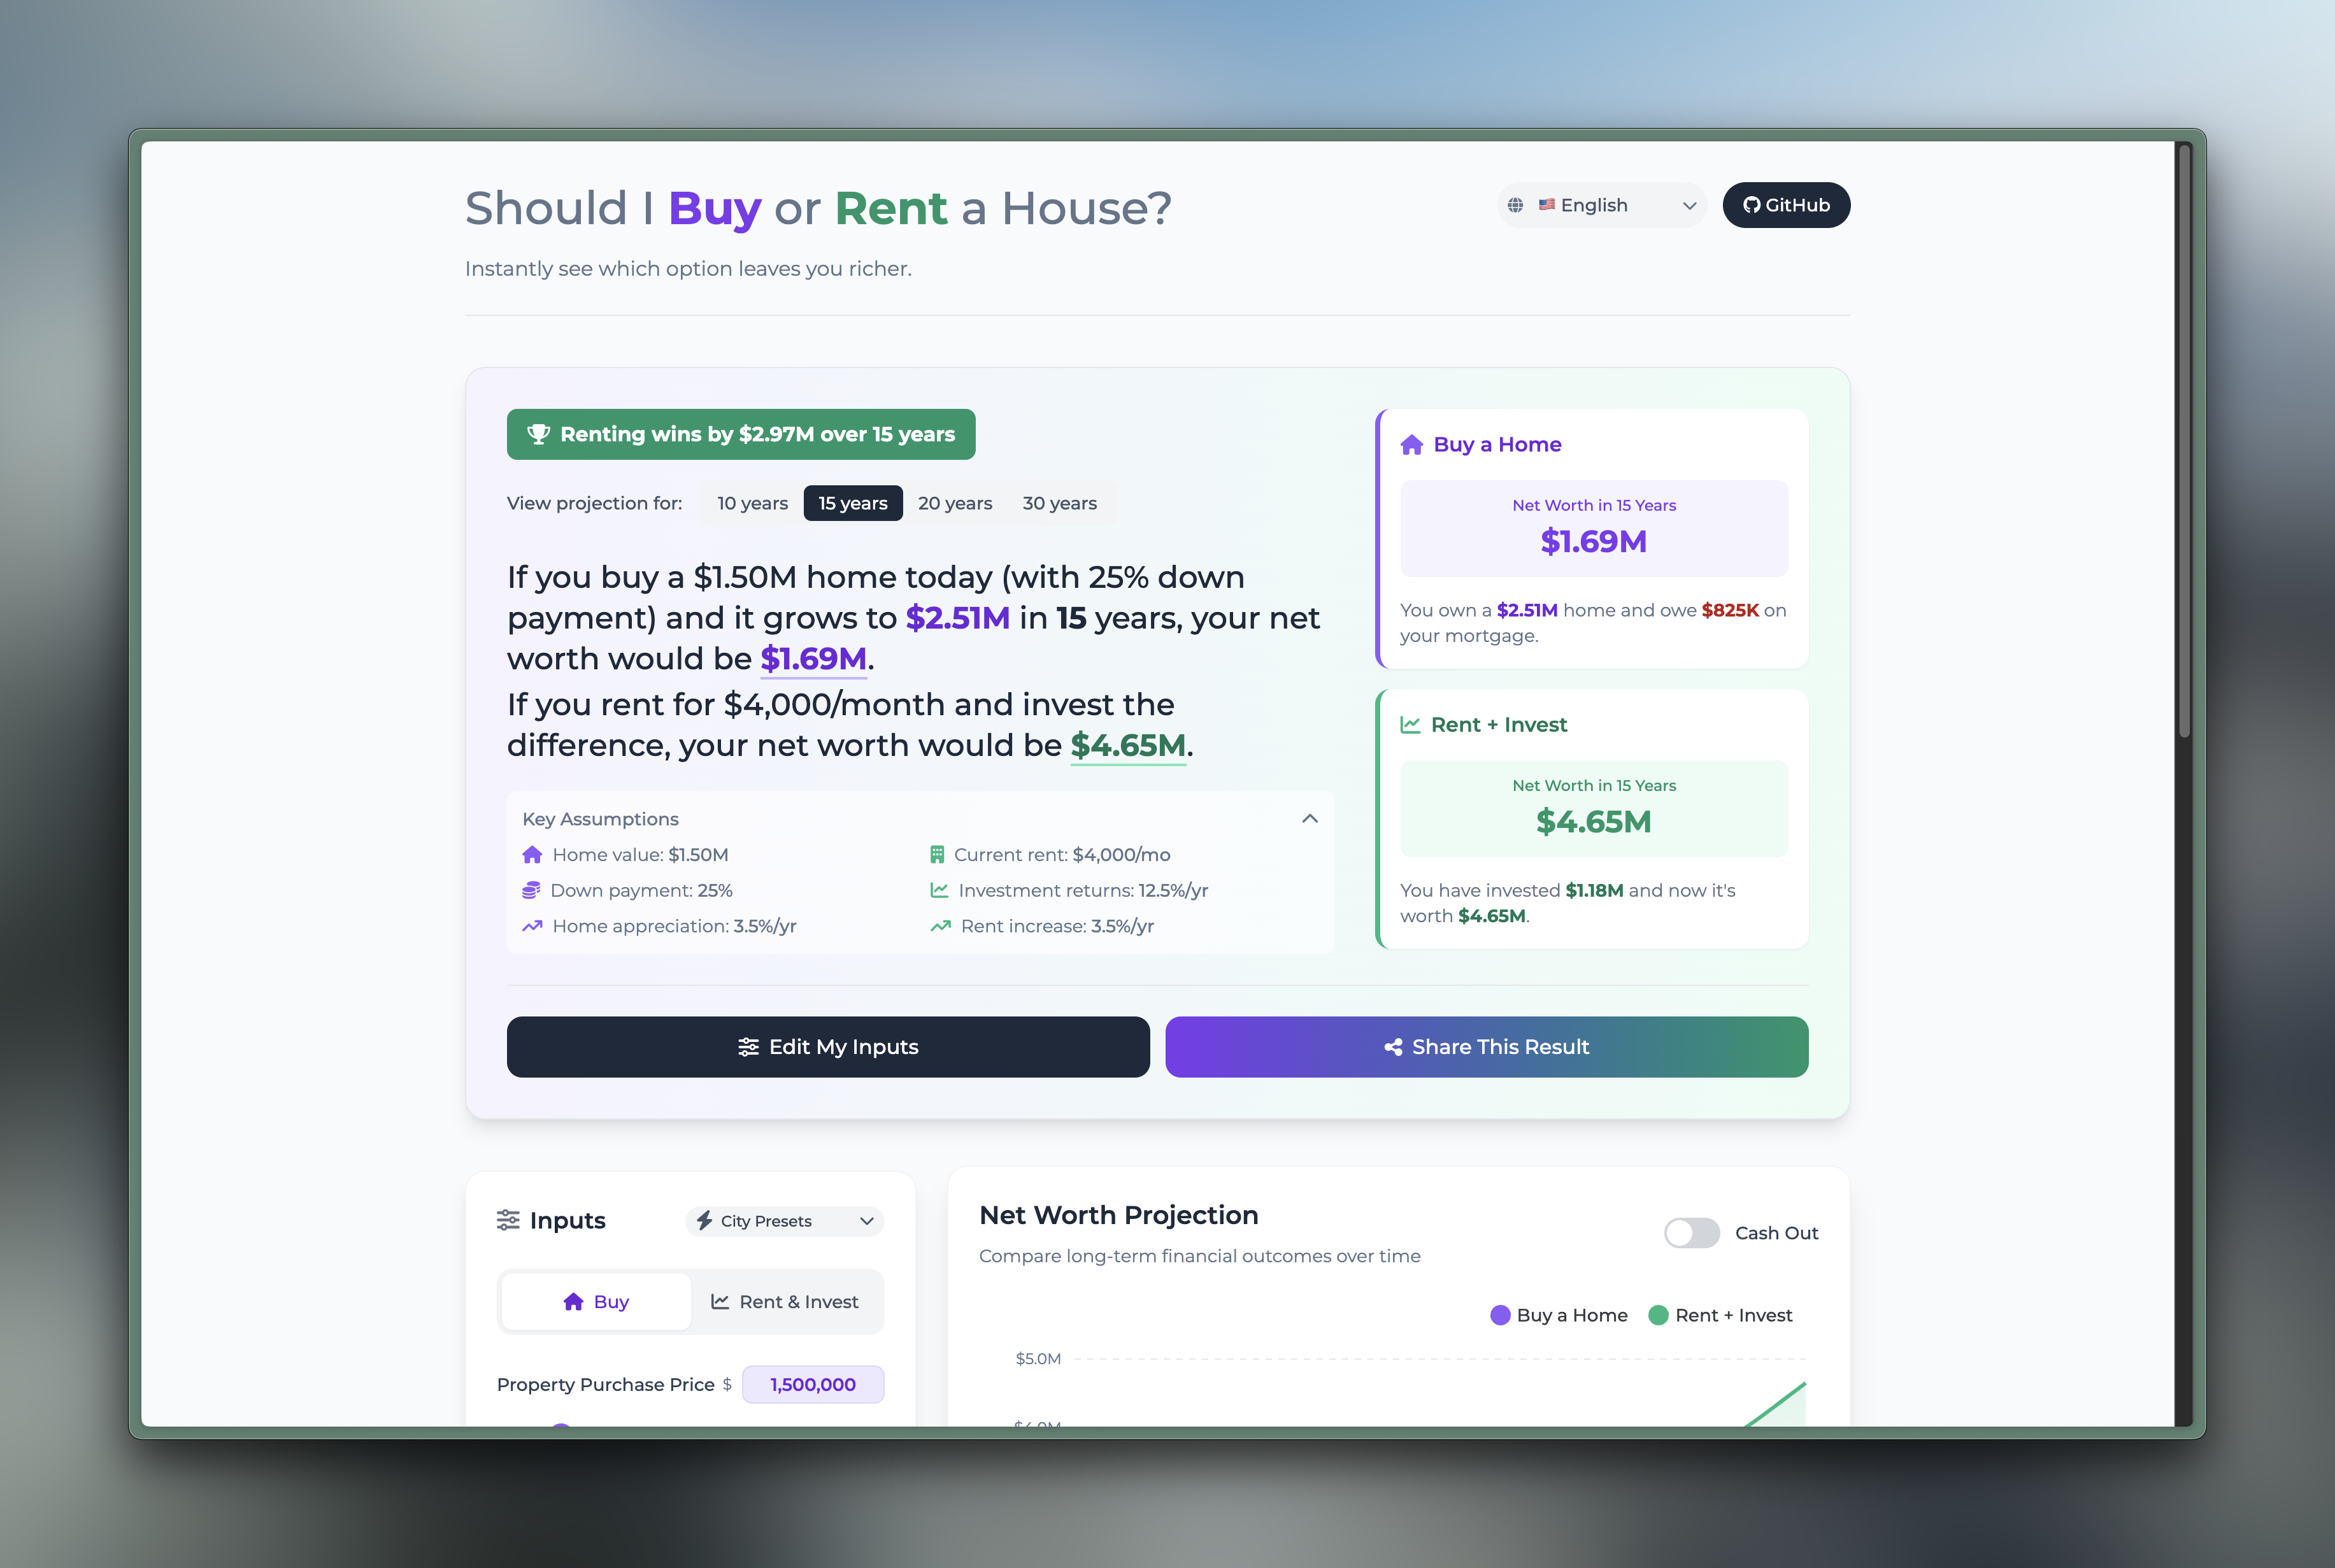 Should I Buy or Rent a House?
English
GitHub
Instantly see which option leaves you richer.
Renting wins by $2.97M over 15 years
View projection for:
10 years
15 years
20 years
30 years
If you buy a $1.50M home today (with 25% down
payment) and it grows to $2.51M in 15 years, your net
worth would be $1.69M.
If you rent for $4,000/month and invest the
difference, your net worth would be $4.65M.
Key Assumptions
Home value: $1.50M
Current rent: $4,000/mo
Down payment: 25%
Investment returns: 12.5%/yr
Home appreciation: 3.5%/yr
Rent increase: 3.5%/yr
Buy a Home
Net Worth in 15 Years
$1.69M
You own a $2.51M home and owe $825K on
your mortgage.
Rent + Invest
Net Worth in 15 Years
$4.65M
You have invested $1.18M and now it's
worth $4.65M.
Edit My Inputs
Share This Result
Inputs
City Presets
Buy
Rent & Invest
Property Purchase Price $ 1,500,000
Net Worth Projection
Compare long-term financial outcomes over time
Cash Out
Buy a Home
Rent + Invest
$5.0M